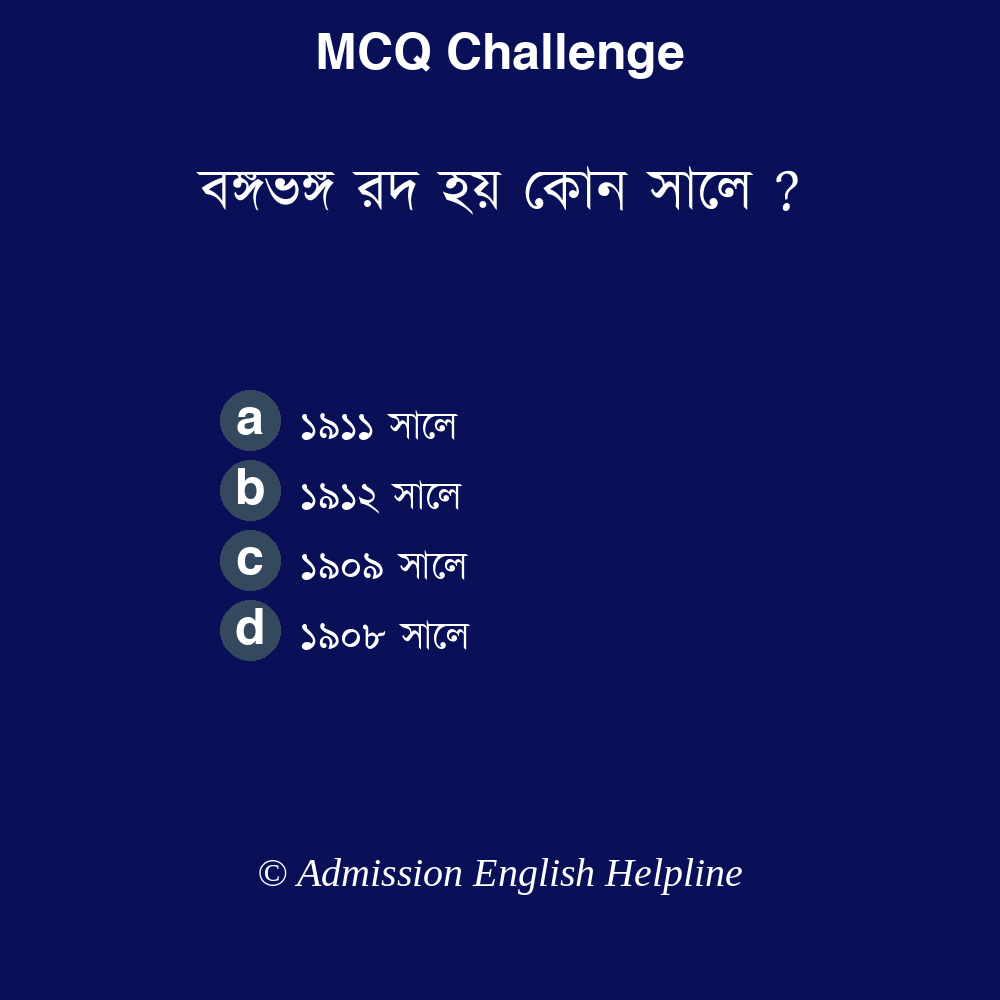 MCQ Challenge
বঙ্গভঙ্গ রদ হয় কোন সালে ?
a ১৯১১ সালে
b ১৯১২ সালে
c ১৯০৯ সালে
d ১৯০৮ সালে
© Admission English Helpline